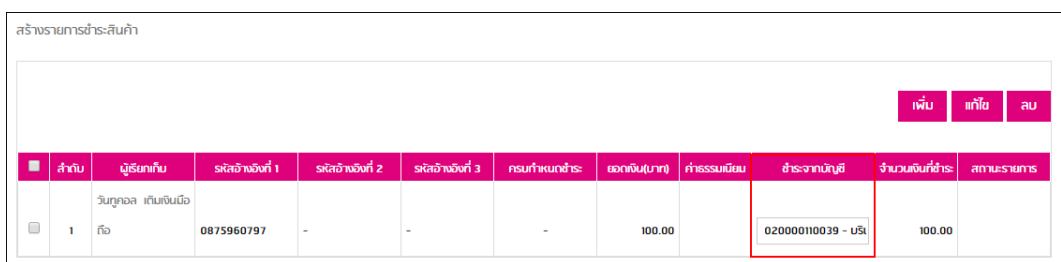 สร้างรายการชำระสินค้า
เพิ่ม แก้ไข ลบ
ลำดับ ผู้เรียกเก็บ รหัสอ้างอิงที่ 1 รหัสอ้างอิงที่ 2 รหัสอ้างอิงที่ 3 ครบกำหนดชำระ ยอดเงิน(บาท) ค่าธรรมเนียม ชำระจากบัญชี จำนวนเงินที่ชำระ สถานะรายการ
วันทูคอล เติมเงินมือ
1 ถือ 0875960797 - - - 100.00 020000110039 - บริเ 100.00